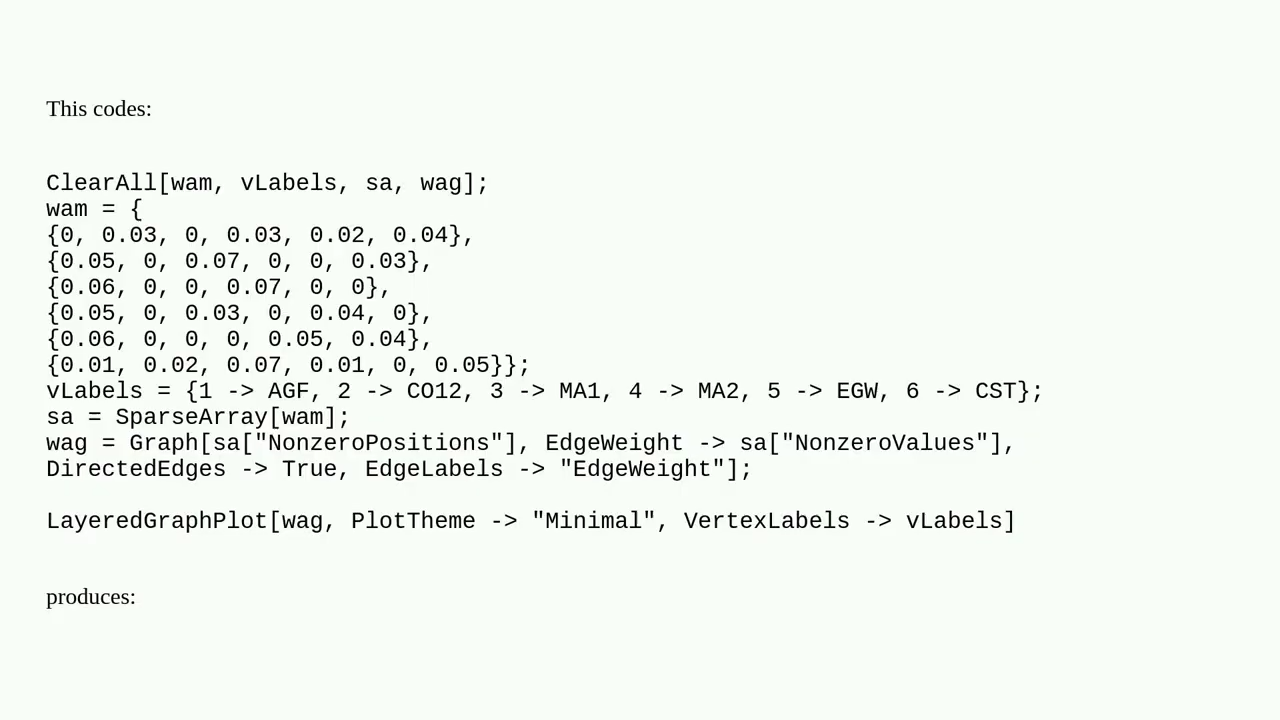 This codes:
ClearAll[wam, vLabels, sa, wag];
wam = {
{0, 0.03, 0, 0.03, 0.02, 0.04},
{0.05, 0, 0.07, 0, 0, 0.03},
{0.06, 0, 0, 0.07, 0, 0},
{0.05, 0, 0.03, 0, 0.04, 0},
{0.06, 0, 0, 0, 0.05, 0.04},
{0.01, 0.02, 0.07, 0.01, 0, 0.05}};
vLabels = {1 -> AGF, 2 -> CO12, 3 -> MA1, 4 -> MA2, 5 -> EGW, 6 -> CST};
sa = SparseArray[wam];
wag = Graph[sa["NonzeroPositions"], EdgeWeight -> sa["NonzeroValues"],
DirectedEdges -> True, EdgeLabels -> "EdgeWeight"];
LayeredGraphPlot[wag, PlotTheme -> "Minimal", VertexLabels -> vLabels]
produces: